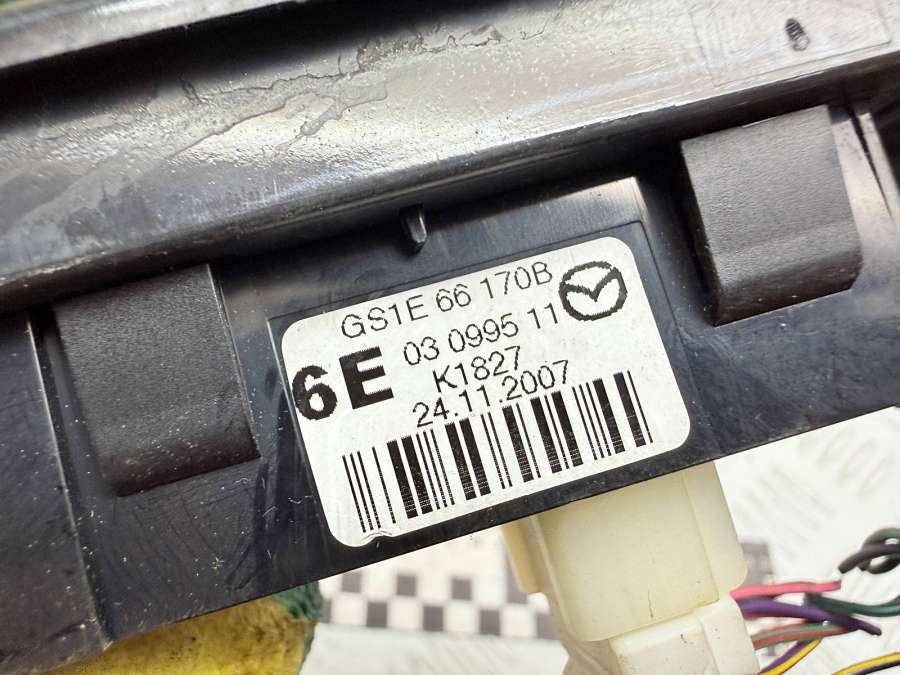 GS1E 66 170B
6E
03 0995 11
K1827
24.11.2007